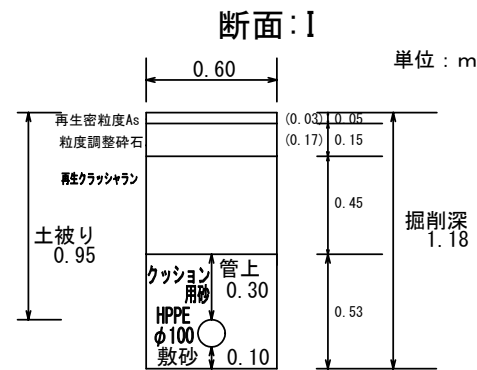 断面:I
単位：m
0.60
再生密粒度As
(0.03) 0.05
粒度調整砕石
(0.17) 0.15
再生クラッシャラン
0.45
掘削深
1.18
土被り
0.95
クッション
用砂
管上
0.30
HPPE
φ100
0.53
敷砂
0.10